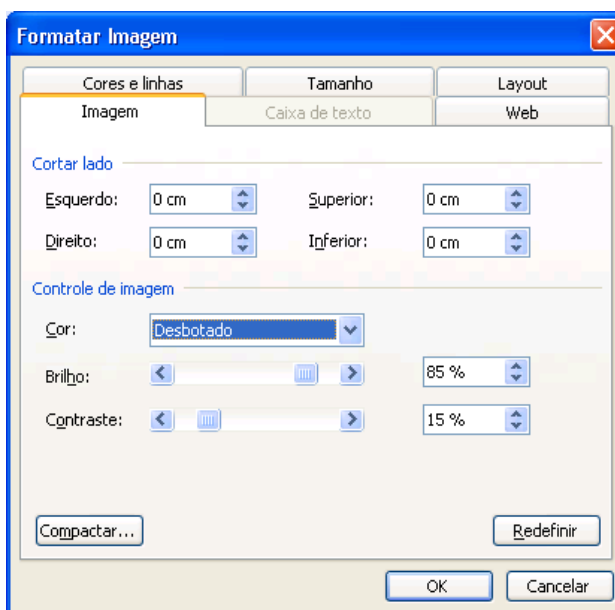 Formatar Imagem
Cores e linhas Tamanho Layout
Imagem Caixa de texto Web
Cortar lado
Esquerdo: 0 cm Superior: 0 cm
Direito: 0 cm Inferior: 0 cm
Controle de imagem
Cor: Desbotado
Brilho: 85 %
Contraste: 15 %
Compactar... Redefinir
OK Cancelar